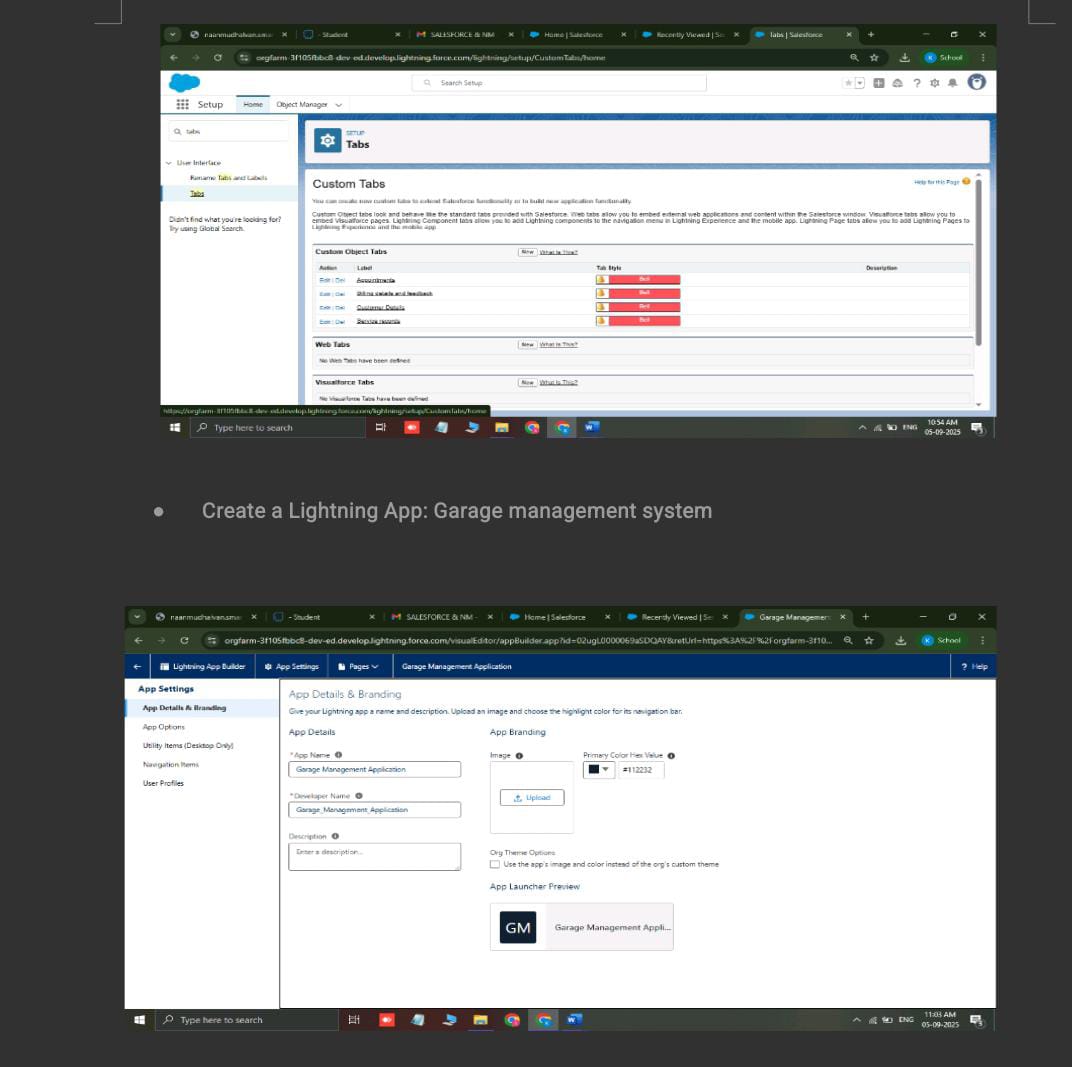 naanmudhalvan.smar
- Student
SALESFORCE & NM
Home | Salesforce
Recently Viewed | Sa
Tabs | Salesforce
orgfarm-3f105fbbc8-dev-ed.develop.lightning.force.com/lightning/setup/CustomTabs/home
K School
Search Setup
Setup Home Object Manager
tabs
SETUP
Tabs
User Interface
Rename Tabs and Labels
Tabs
Didn't find what you're looking for?
Try using Global Search.
Custom Tabs
Help for this Page
You can create new custom tabs to extend Salesforce functionality or to build new application functionality.
Custom Object tabs look and behave like the standard tabs provided with Salesforce. Web tabs allow you to embed external web applications and content within the Salesforce window. Visualforce tabs allow you to
embed Visualforce pages. Lightning Component tabs allow you to add Lightning components to the navigation menu in Lightning Experience and the mobile app. Lightning Page tabs allow you to add Lightning Pages to
Lightning Experience and the mobile app
Custom Object Tabs New What Is This?
Action Label Tab Style Description
Edit | Del Appointments Bell
Edit | Del Billing details and feedback Bell
Edit | Del Customer Details Bell
Edit | Del Service records Bell
Web Tabs New What Is This?
No Web Tabs have been defined
Visualforce Tabs New What Is This?
No Visualforce Tabs have been defined
https://orgfarm-3f105fbbc8-dev-ed.develop.lightning.force.com/lightning/setup/CustomTabs/home
Type here to search
ENG
10:54 AM
05-09-2025
● Create a Lightning App: Garage management system
naanmudhalvan.smar
- Student
SALESFORCE & NM -
Home | Salesforce
Recently Viewed | Se
Garage Managemen
orgfarm-3f105fbbc8-dev-ed.develop.lightning.force.com/visualEditor/appBuilder.app?id=02ugL0000069aSDQAY&retUrl=https%3A%2F%2Forgfarm-3f10...
K School
Lightning App Builder App Settings Pages Garage Management Application ? Help
App Settings
App Details & Branding
App Options
Utility Items (Desktop Only)
Navigation Items
User Profiles
App Details & Branding
Give your Lightning app a name and description. Upload an image and choose the highlight color for its navigation bar.
App Details
* App Name
Garage Management Application
* Developer Name
Garage_Management_Application
Description
Enter a description...
App Branding
Image
Upload
Primary Color Hex Value
#112232
Org Theme Options
Use the app's image and color instead of the org's custom theme
App Launcher Preview
GM Garage Management Appli...
Type here to search
ENG
11:03 AM
05-09-2025